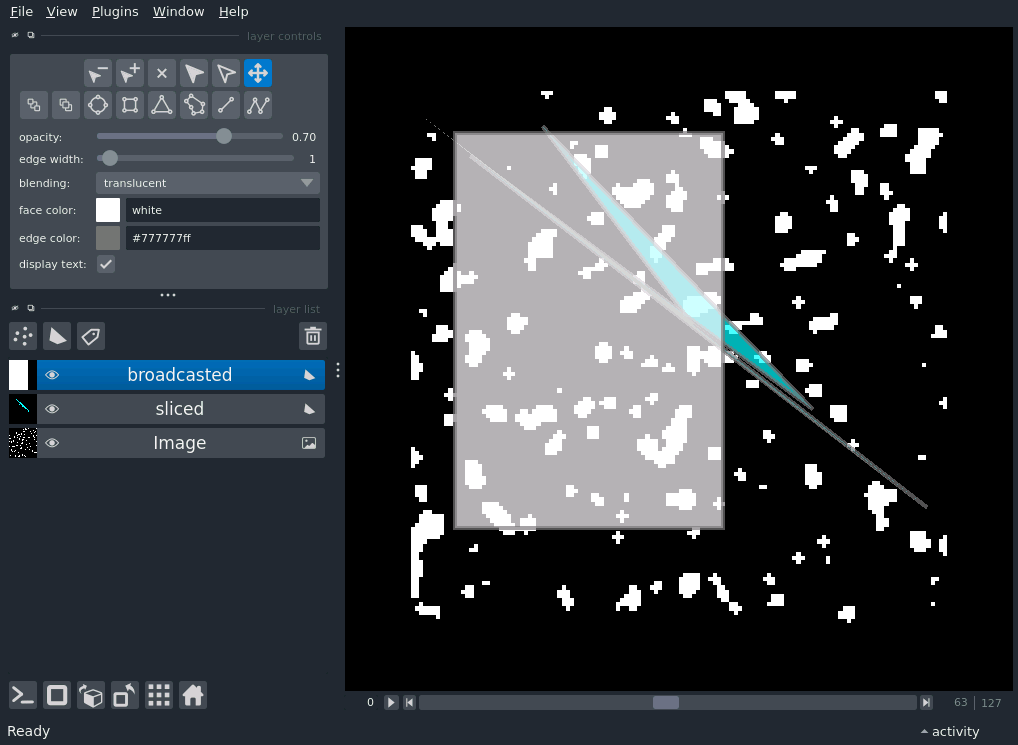 File View Plugins Window Help
layer controls
opacity: 0.70
edge width: 1
blending: translucent
face color: white
edge color: #777777ff
display text:
layer list
broadcasted
sliced
Image
0 63 127
Ready activity